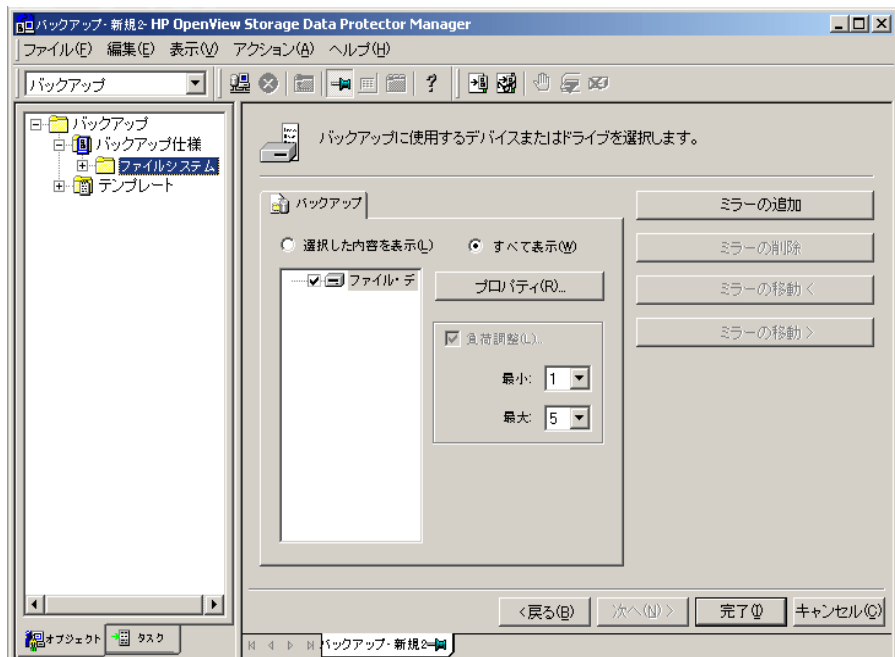 バックアップ・新規2- HP OpenView Storage Data Protector Manager
ファイル(F) 編集(E) 表示(V) アクション(A) ヘルプ(H)
バックアップ
バックアップ
バックアップ仕様
ファイルシステム
テンプレート
バックアップに使用するデバイスまたはドライブを選択します。
バックアップ
選択した内容を表示(L) すべて表示(W)
ファイル・デ
プロパティ(R)...
負荷調整(L)..
最小: 1
最大: 5
ミラーの追加
ミラーの削除
ミラーの移動 <
ミラーの移動 >
<戻る(B) 次へ(N) > 完了(I) キャンセル(C)
オブジェクト タスク
バックアップ・新規2